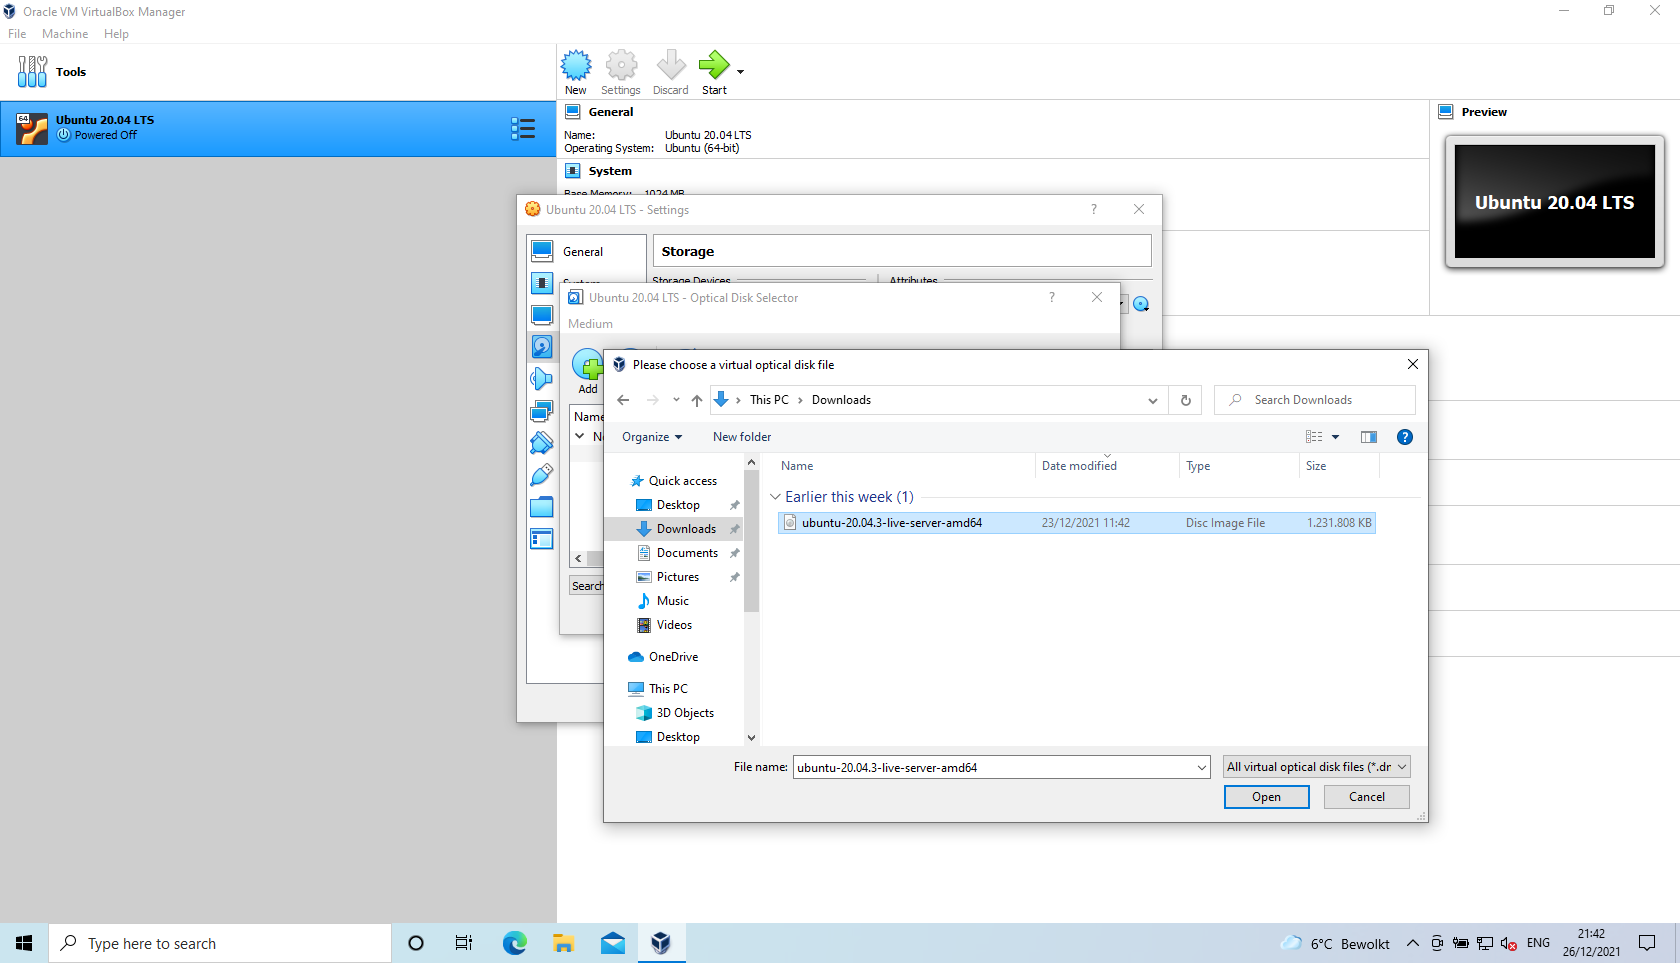 Oracle VM VirtualBox Manager
File Machine Help
Tools
New Settings Discard Start
64
Ubuntu 20.04 LTS
Powered Off
General
Name: Ubuntu 20.04 LTS
Operating System: Ubuntu (64-bit)
System
Base Memory: 1024 MB
Preview
Ubuntu 20.04 LTS
Ubuntu 20.04 LTS - Settings ?
General
Storage
Storage Devices Attributes
Ubuntu 20.04 LTS - Optical Disk Selector ?
Medium
Add
Name
Search
Please choose a virtual optical disk file
This PC > Downloads
Search Downloads
Organize New folder ?
Name Date modified Type Size
Earlier this week (1)
ubuntu-20.04.3-live-server-amd64 23/12/2021 11:42 Disc Image File 1.231.808 KB
Quick access
Desktop
Downloads
Documents
Pictures
Music
Videos
OneDrive
This PC
3D Objects
Desktop
File name: ubuntu-20.04.3-live-server-amd64 All virtual optical disk files (*.dr
Open Cancel
Type here to search
6°C Bewolkt ENG
21:42
26/12/2021